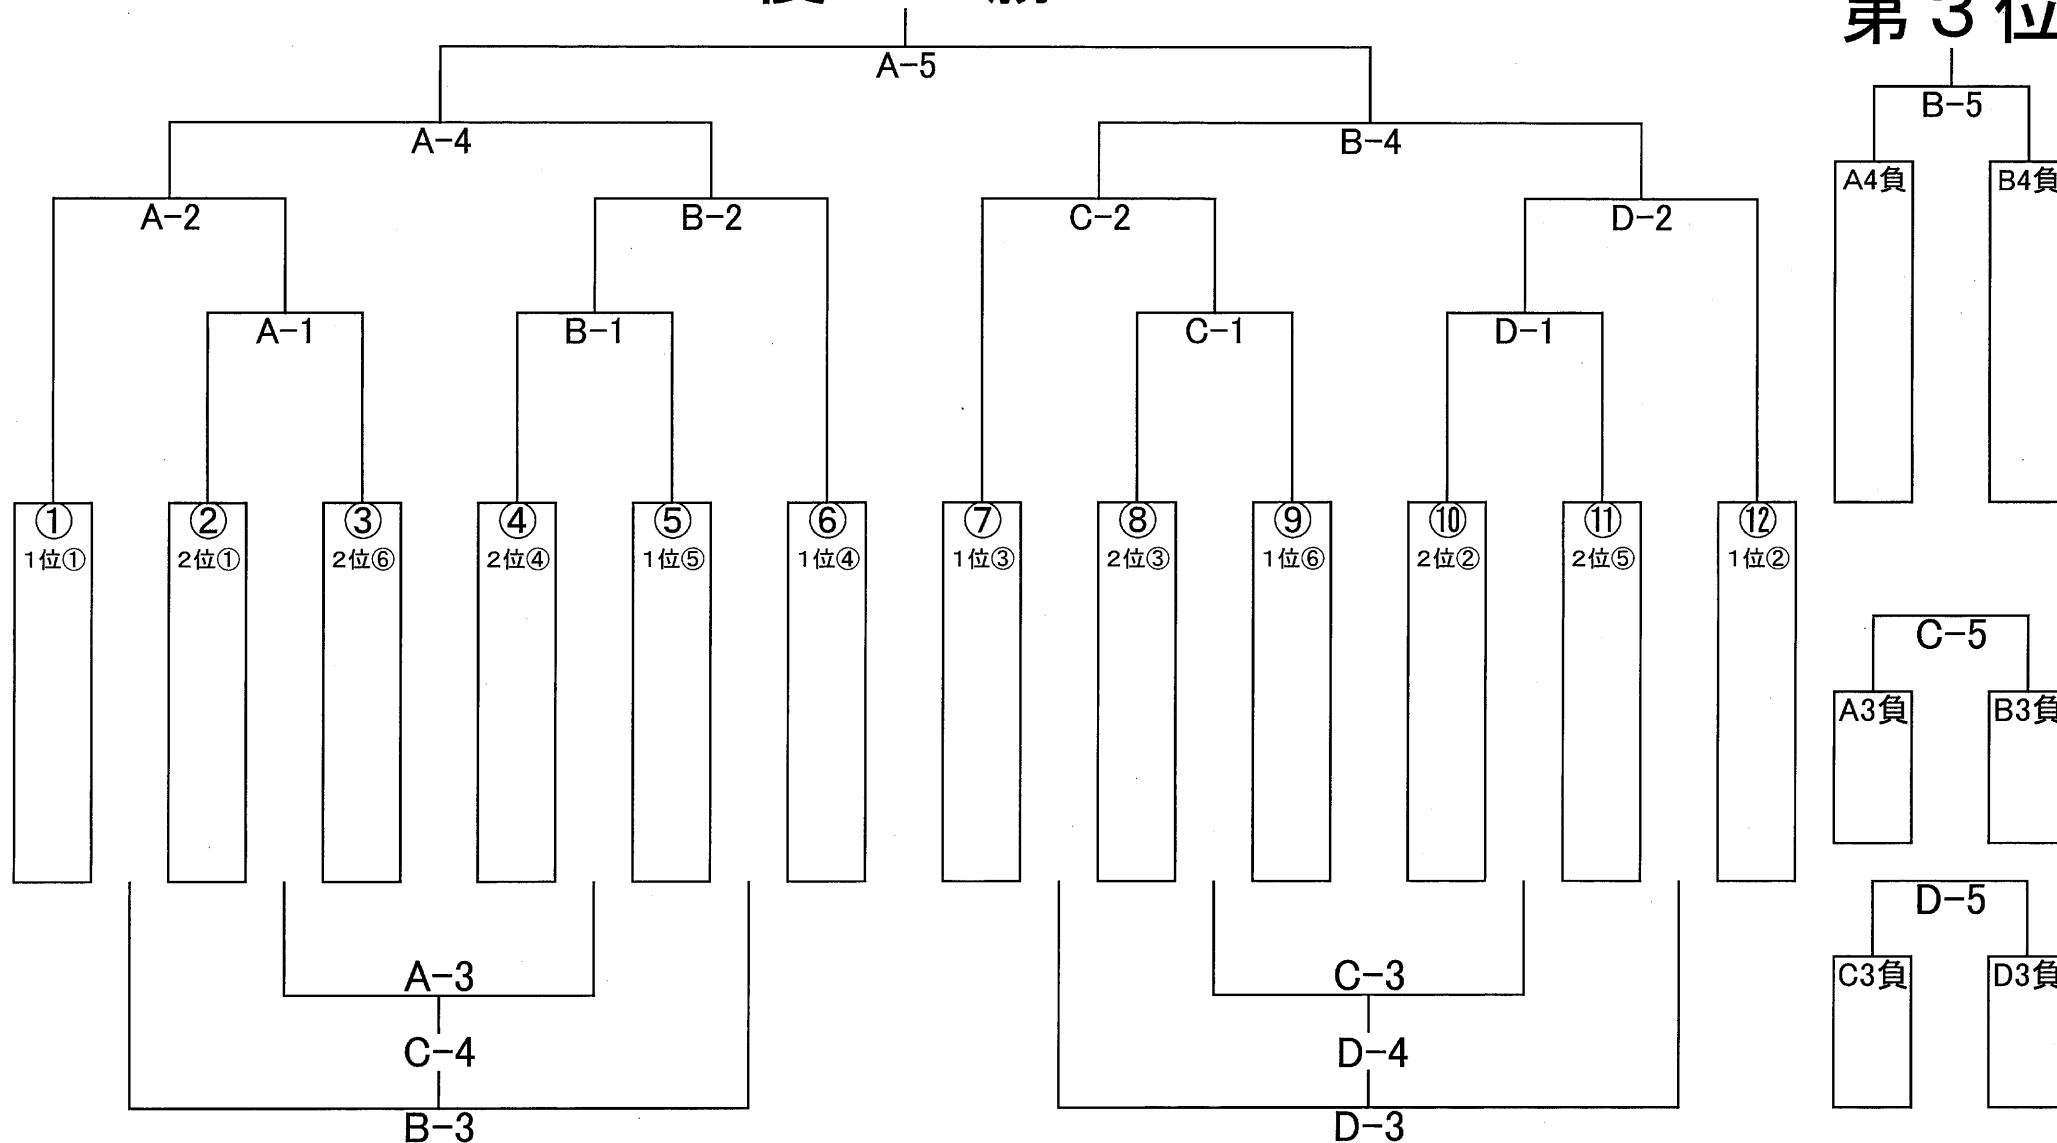 第3位
A-5
B-5
A-4
B-4
A4負
B4負
A-2
B-2
C-2
D-2
A-1
B-1
C-1
D-1
① ② ③ ④ ⑤ ⑥ ⑦ ⑧ ⑨ ⑩ ⑪ ⑫
1位① 2位① 2位⑥ 2位④ 1位⑤ 1位④ 1位③ 2位③ 1位⑥ 2位② 2位⑤ 1位②
C-5
A3負
B3負
D-5
A-3
C-3
C3負
D3負
C-4
D-4
B-3
D-3